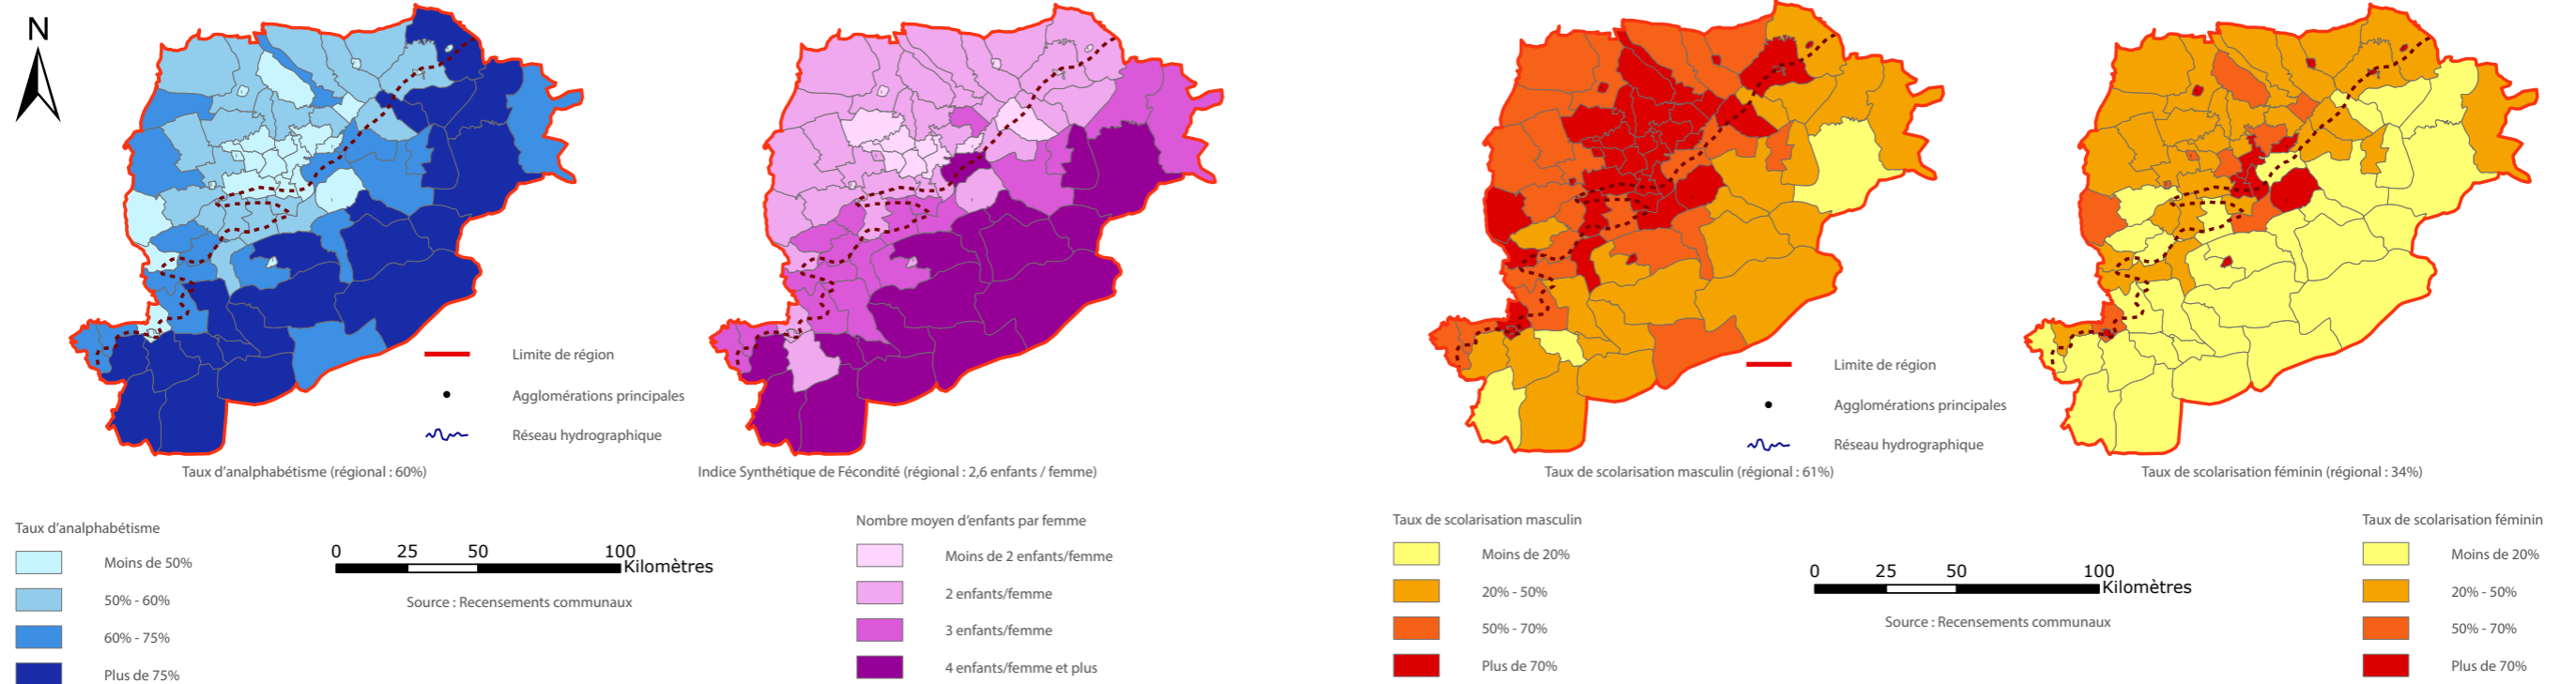 N
Limite de région
Agglomérations principales
Réseau hydrographique
Taux d'analphabétisme (régional : 60%)
Indice Synthétique de Fécondité (régional : 2,6 enfants / femme)
Limite de région
Agglomérations principales
Réseau hydrographique
Taux de scolarisation masculin (régional : 61%)
Taux de scolarisation féminin (régional : 34%)
Taux d'analphabétisme
Moins de 50%
50% - 60%
60% - 75%
Plus de 75%
0 25 50 100
Kilomètres
Source : Recensements communaux
Nombre moyen d'enfants par femme
Moins de 2 enfants/femme
2 enfants/femme
3 enfants/femme
4 enfants/femme et plus
Taux de scolarisation masculin
Moins de 20%
20% - 50%
50% - 70%
Plus de 70%
0 25 50 100
Kilomètres
Source : Recensements communaux
Taux de scolarisation féminin
Moins de 20%
20% - 50%
50% - 70%
Plus de 70%